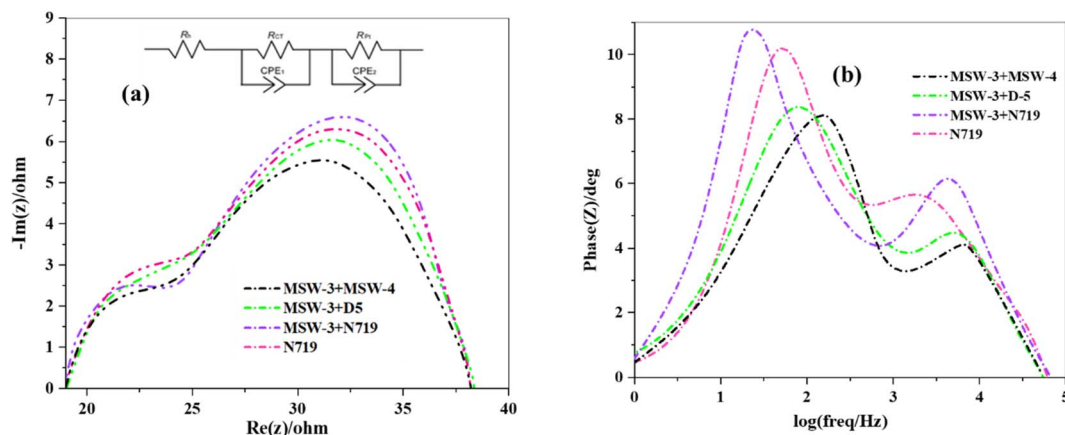 9
8
7
6
5
4
3
2
1
0
-Im(z)/ohm
R_CT
R_Pt
CPE₁
CPE₂
(a)
MSW-3+MSW-4
MSW-3+D5
MSW-3+N719
N719
20 25 30 35 40
Re(z)/ohm
10
8
6
4
2
0
Phase(Z)/deg
(b)
MSW-3+MSW-4
MSW-3+D-5
MSW-3+N719
N719
0 1 2 3 4 5
log(freq/Hz)